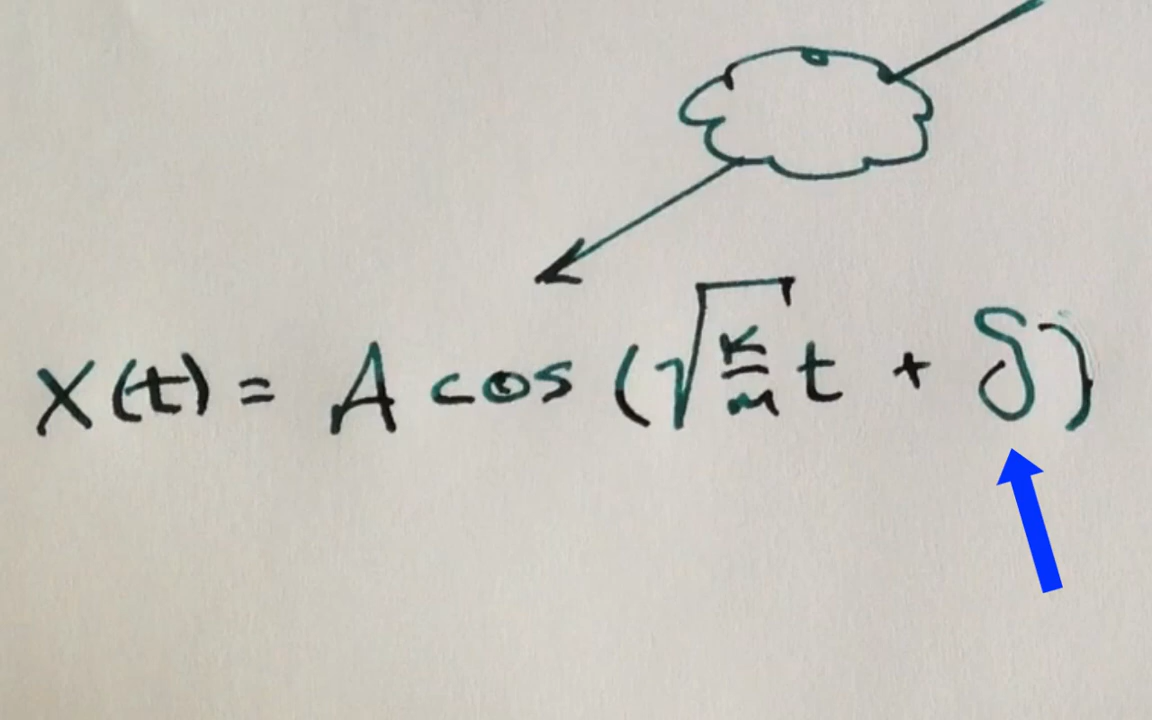 X(t) = A cos (√(K/m) t + δ)